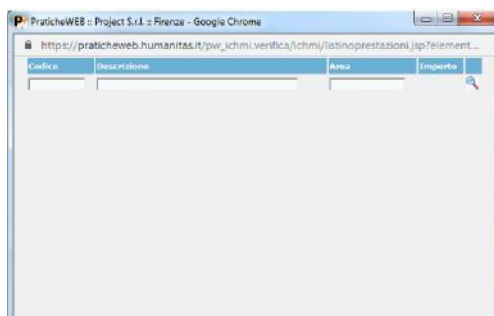 PraticheWEB :: Project S.r.l. :: Firenze - Google Chrome
https://praticheweb.humanitas.it/pw_ichmi.verifica/ichmi/listinoprestazioni.jsp?element...
Codice Descrizione Area Importo